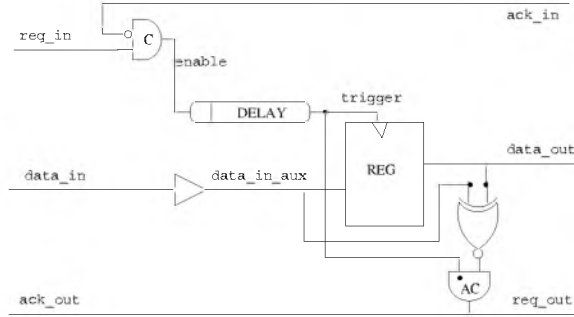 ack_in
req_in
C
enable
trigger
DELAY
data_out
REG
data_in
data_in_aux
AC
ack_out
req_out